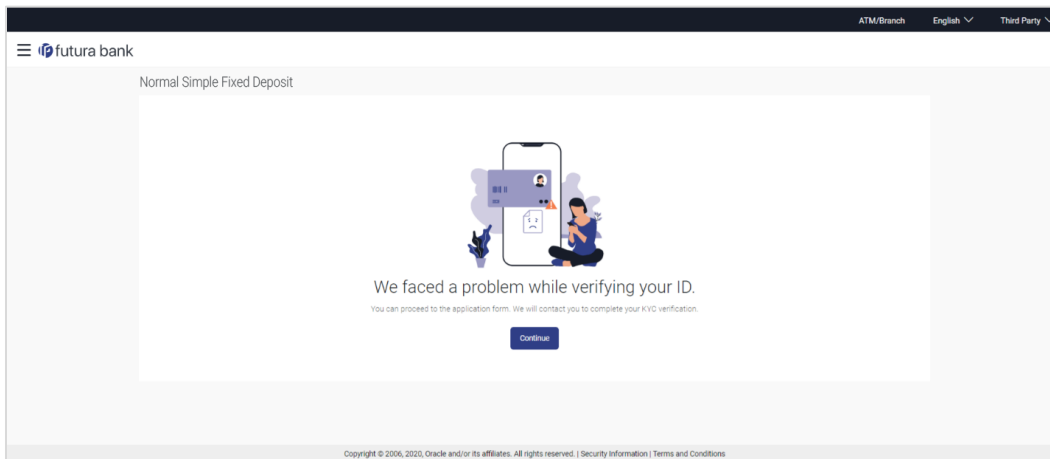 ATM/Branch English Third Party
futura bank
Normal Simple Fixed Deposit
We faced a problem while verifying your ID.
You can proceed to the application form. We will contact you to complete your KYC verification.
Continue
Copyright © 2006, 2020, Oracle and/or its affiliates. All rights reserved. | Security Information | Terms and Conditions